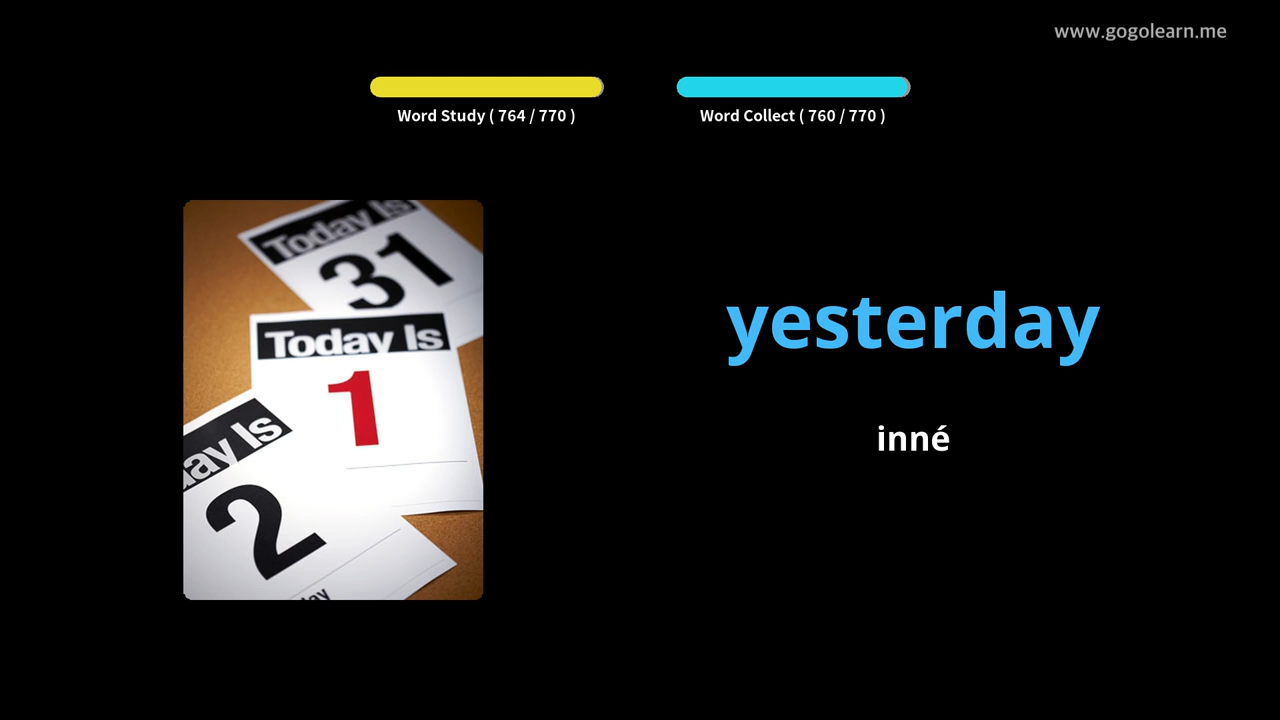 www.gogolearn.me
Word Study ( 764 / 770 )
Word Collect ( 760 / 770 )
Today Is
31
Today Is
1
ay Is
2
yesterday
inné